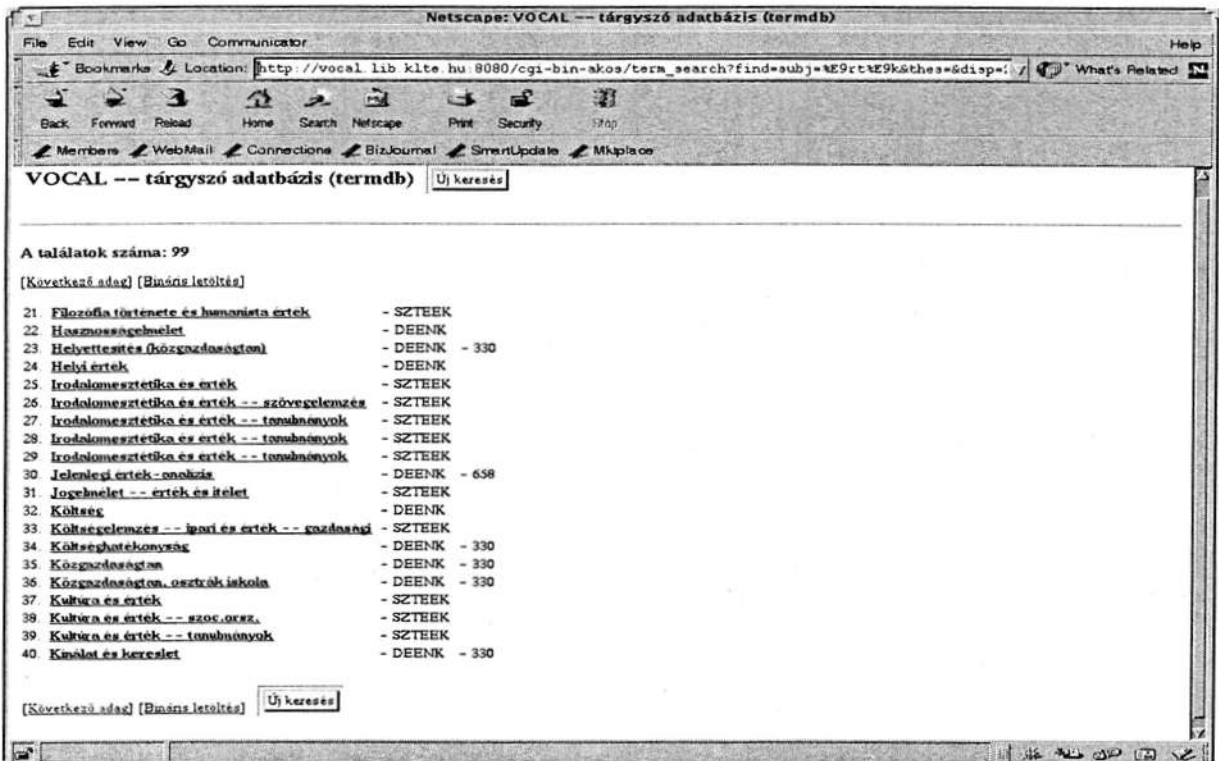 Netscape: VOCAL -- tárgyszó adatbázis (termdb)
File Edit View Go Communicator Help
Bookmarks Location: http://vocal.lib.klte.hu:8080/cgi-bin-akos/term_search?find=subj=%E9rt%E9k&thes=&disp= What's Related
Back Forward Reload Home Search Netscape Print Security Stop
Members WebMail Connections BizJournal SmartUpdate Mktplace
VOCAL -- tárgyszó adatbázis (termdb) Új keresés
A találatok száma: 99
[Következő adag] [Bináris letöltés]
21. Filozófia története és humanista érték - SZTEEK
22. Hasznosságelmélet - DEENK
23. Helyettesítés (közgazdaságtan) - DEENK - 330
24. Helyi érték - DEENK
25. Irodalomesztétika és érték - SZTEEK
26. Irodalomesztétika és érték -- szövegelemzés - SZTEEK
27. Irodalomesztétika és érték -- tanulmányok - SZTEEK
28. Irodalomesztétika és érték -- tanulmányok - SZTEEK
29. Irodalomesztétika és érték -- tanulmányok - SZTEEK
30. Jelenlegi érték-analízis - DEENK - 658
31. Jogelmélet -- érték és ítélet - SZTEEK
32. Költség - DEENK
33. Költségelemzés -- ipari és érték -- gazdasági - SZTEEK
34. Költséghatékonyság - DEENK - 330
35. Közgazdaságtan - DEENK - 330
36. Közgazdaságtan, osztrák iskola - DEENK - 330
37. Kultúra és érték - SZTEEK
38. Kultúra és érték -- szoc.orsz. - SZTEEK
39. Kultúra és érték -- tanulmányok - SZTEEK
40. Kínálat és kereslet - DEENK - 330
[Következő adag] [Bináris letöltés] Új keresés